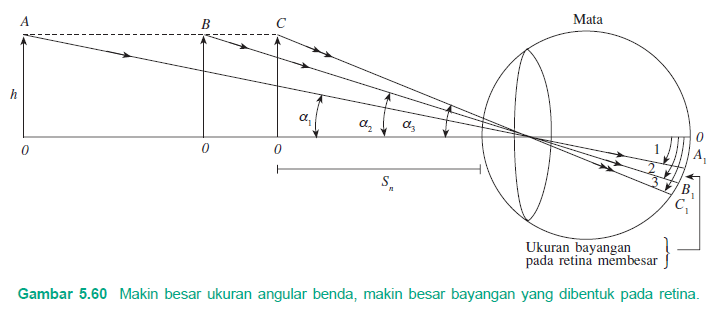 A
B
C
Mata
h
α₁
α₂
α₃
1
2
3
0
A₁
B₁
C₁
0
0
0
Sₙ
Ukuran bayangan
pada retina membesar
Gambar 5.60 Makin besar ukuran angular benda, makin besar bayangan yang dibentuk pada retina.